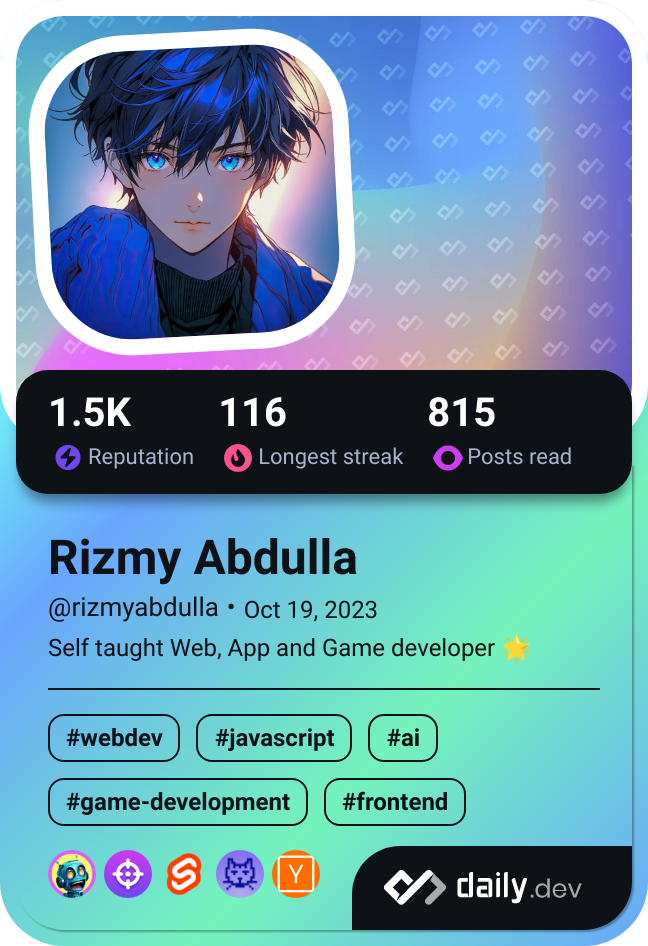 1.5K 116 815
Reputation Longest streak Posts read
Rizmy Abdulla
@rizmyabdulla • Oct 19, 2023
Self taught Web, App and Game developer 🌟
#webdev #javascript #ai
#game-development #frontend
Y
daily.dev